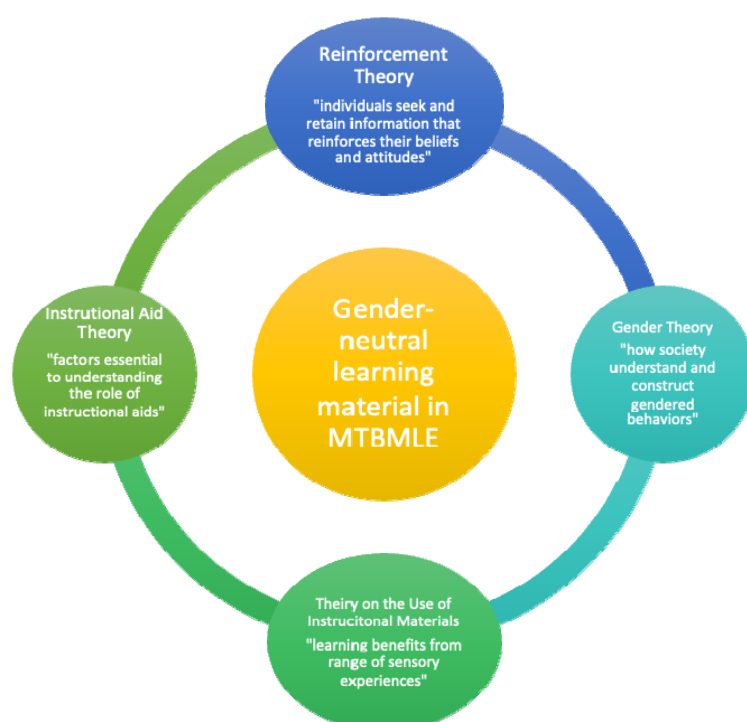 Reinforcement
Theory
"individuals seek and
retain information that
reinforces their beliefs
and attitudes"
Instrutional Aid
Theory
"factors essential
to understanding
the role of
instructional aids"
Gender-
neutral
learning
material in
MTBMLE
Gender Theory
"how society
understand and
construct
gendered
behaviors"
Theiry on the Use of
Instrucitonal Materials
"learning benefits from
range of sensory
experiences"